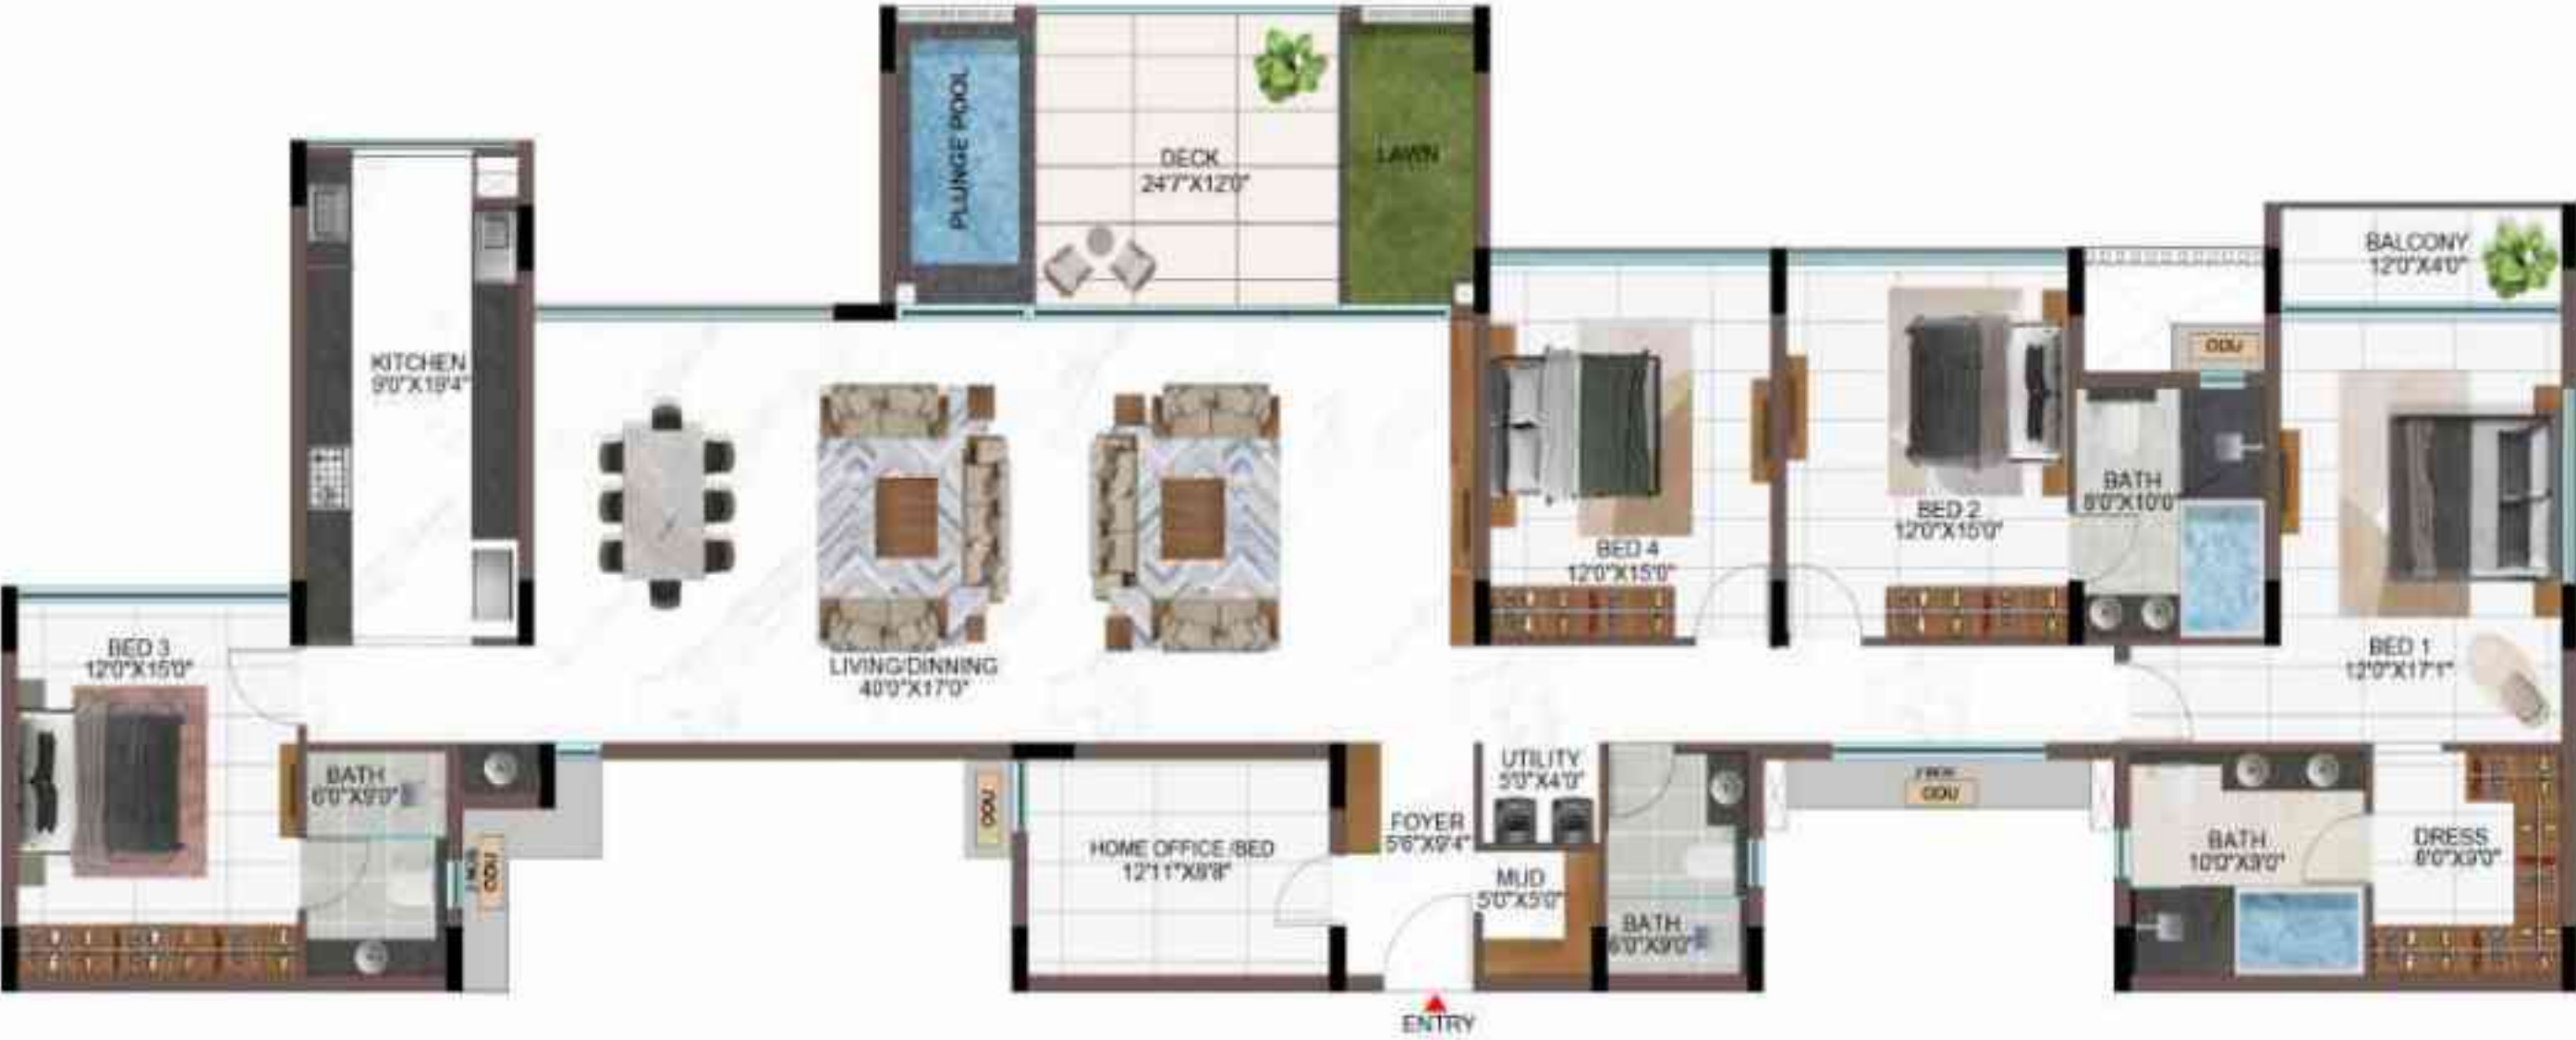 PLUNGE POOL
DECK
24'7"X12'0"
LAWN
BALCONY
12'0"X4'0"
KITCHEN
9'0"X19'4"
ODU
BATH
8'0"X10'0"
BED 2
12'0"X15'0"
BED 4
12'0"X15'0"
BED 3
12'0"X15'0"
LIVING/DINNING
40'0"X17'0"
BED 1
12'0"X17'1"
BATH
6'0"X9'0"
UTILITY
5'0"X4'0"
ODU
ODU
FOYER
5'6"X9'4"
HOME OFFICE /BED
12'11"X9'8"
BATH
10'0"X9'0"
DRESS
8'0"X9'0"
ODU
MUD
5'0"X5'0"
BATH
6'0"X9'0"
ENTRY